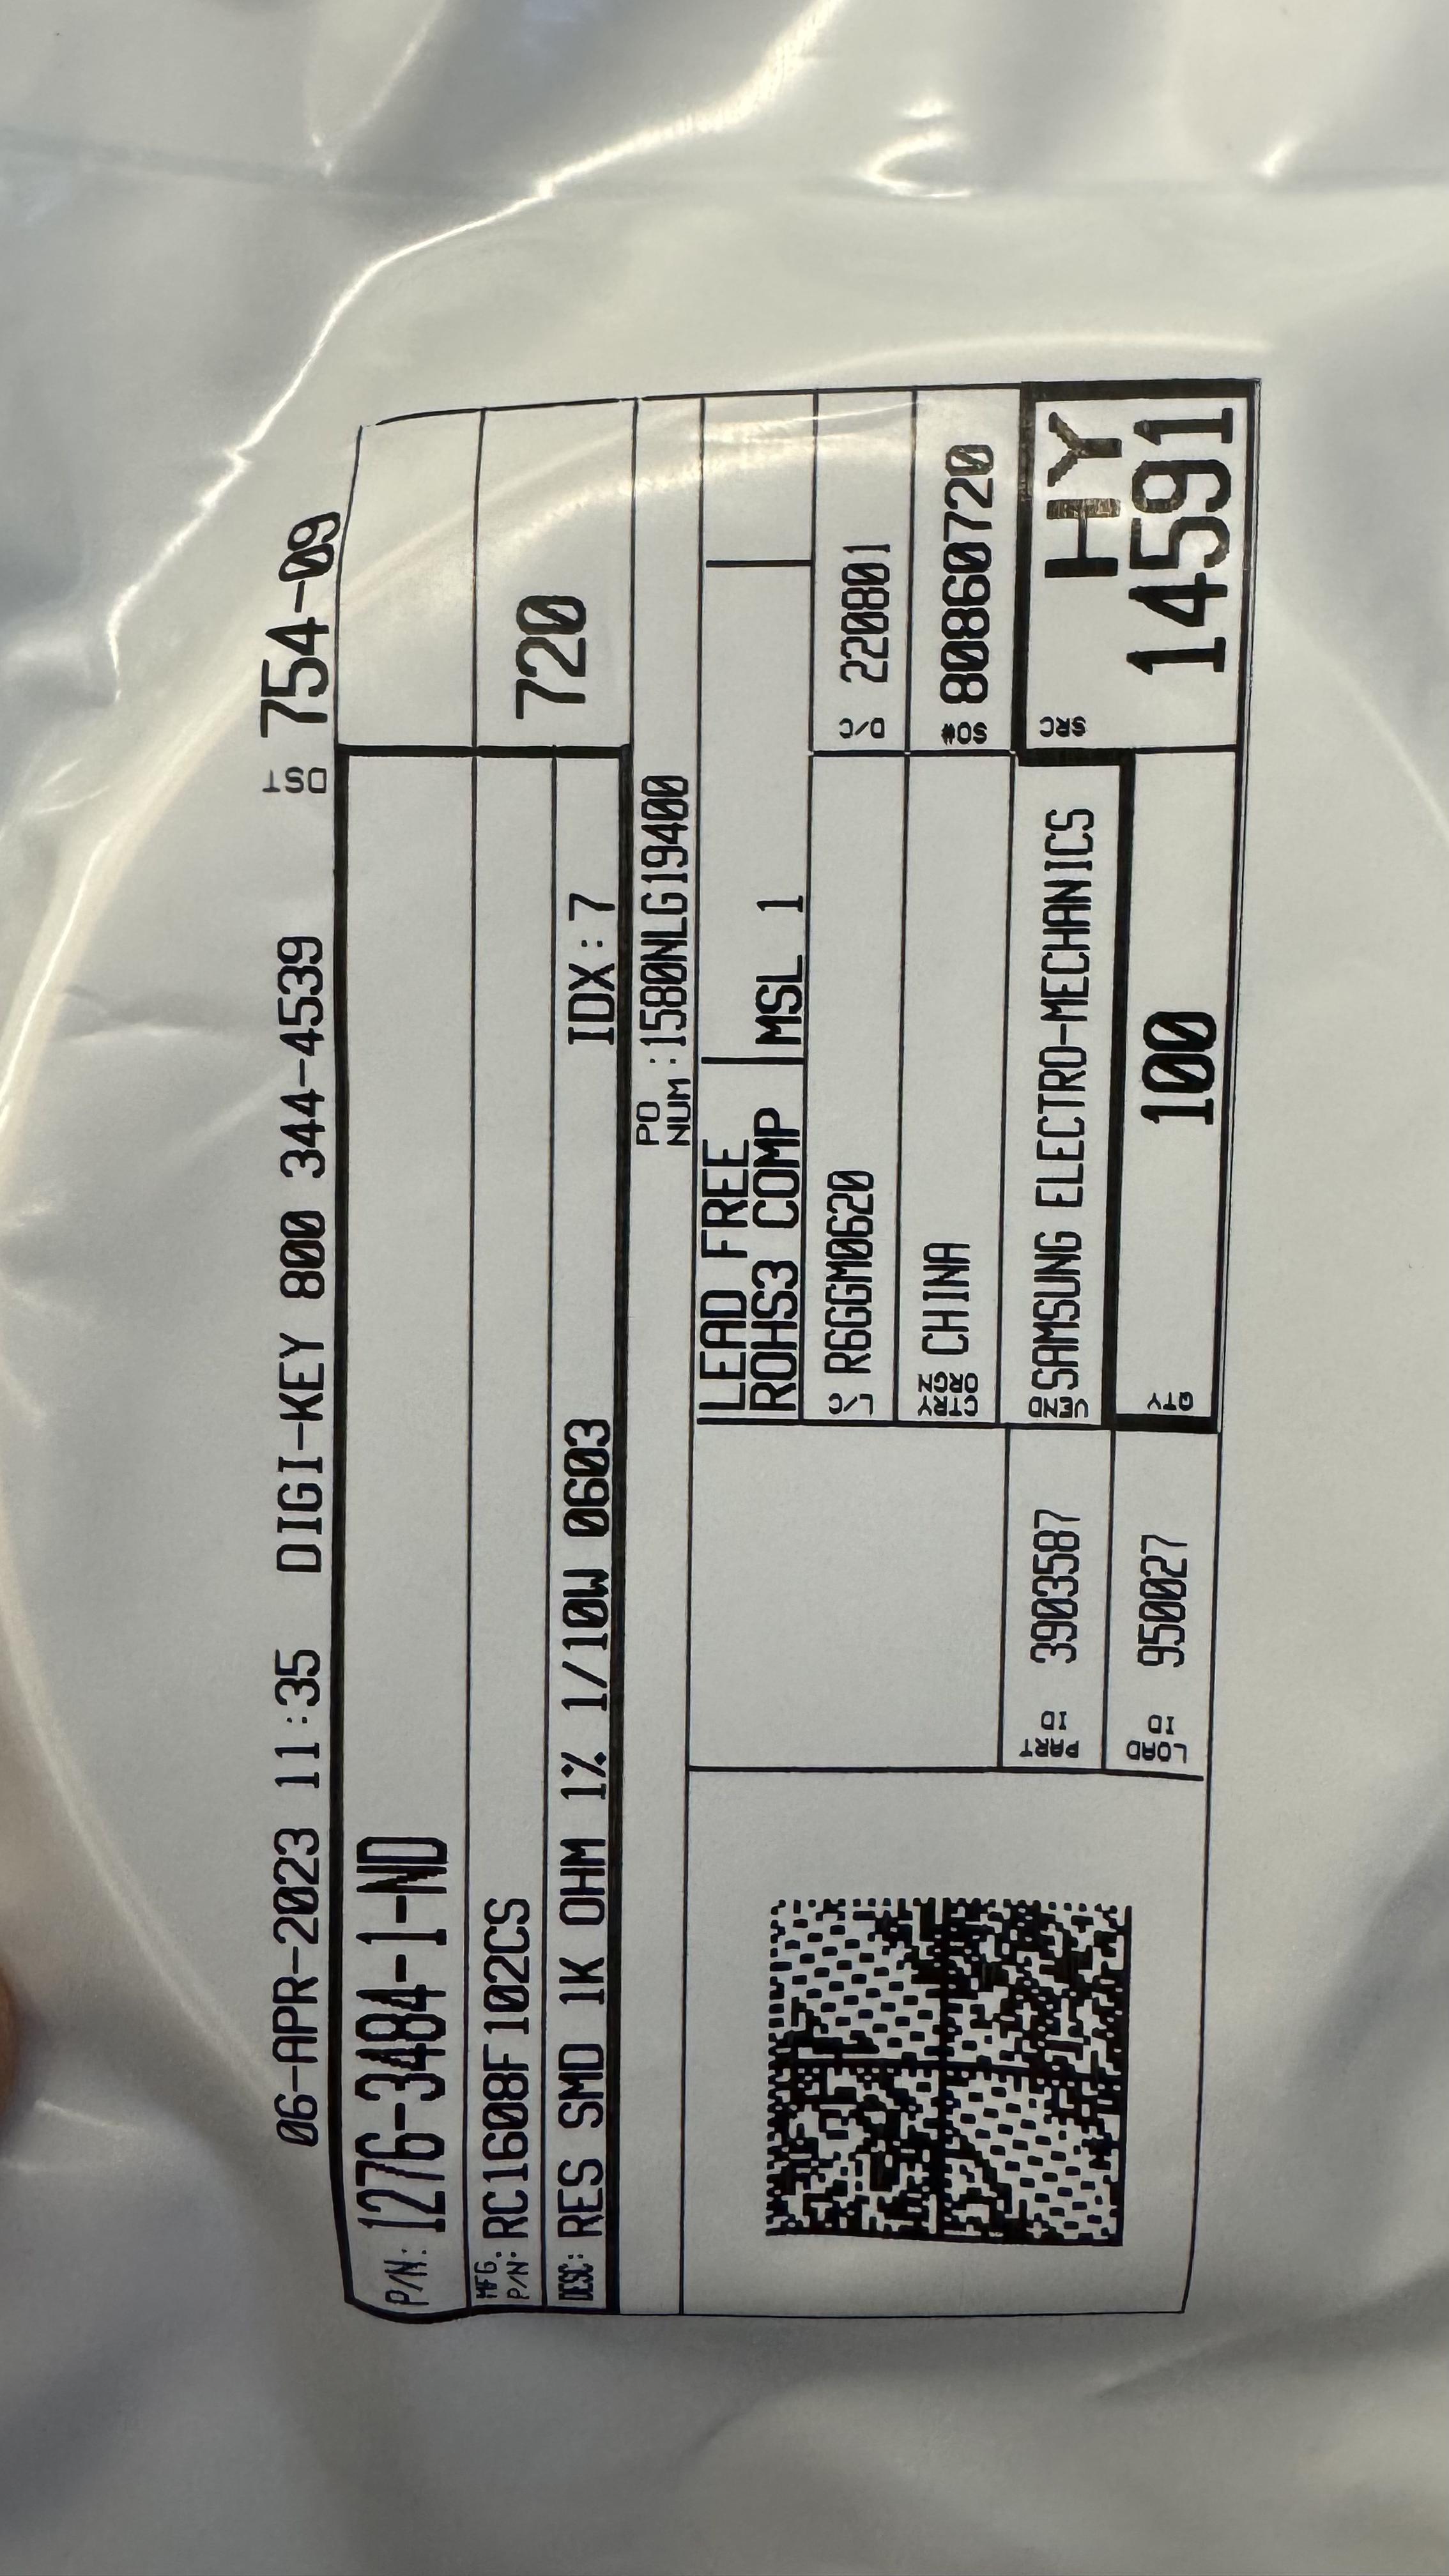 06-APR-2023 11:35 DIGI-KEY 800 344-4539 DST 754-09
P/N: 1276-3484-1-ND
MFG. P/N: RC1608F102CS 720
DESC: RES SMD 1K OHM 1% 1/10W 0603 IDX:7
PO NUM :1580NLG19400
LEAD FREE
ROHS3 COMP MSL 1
L/C R6GGM0620 D/C 220801
CTRY ORGN CHINA SO# 80860720
PART ID 3903587 VEND SAMSUNG ELECTRO-MECHANICS SRC HY
LOAD ID 950027 QTY 100 14591